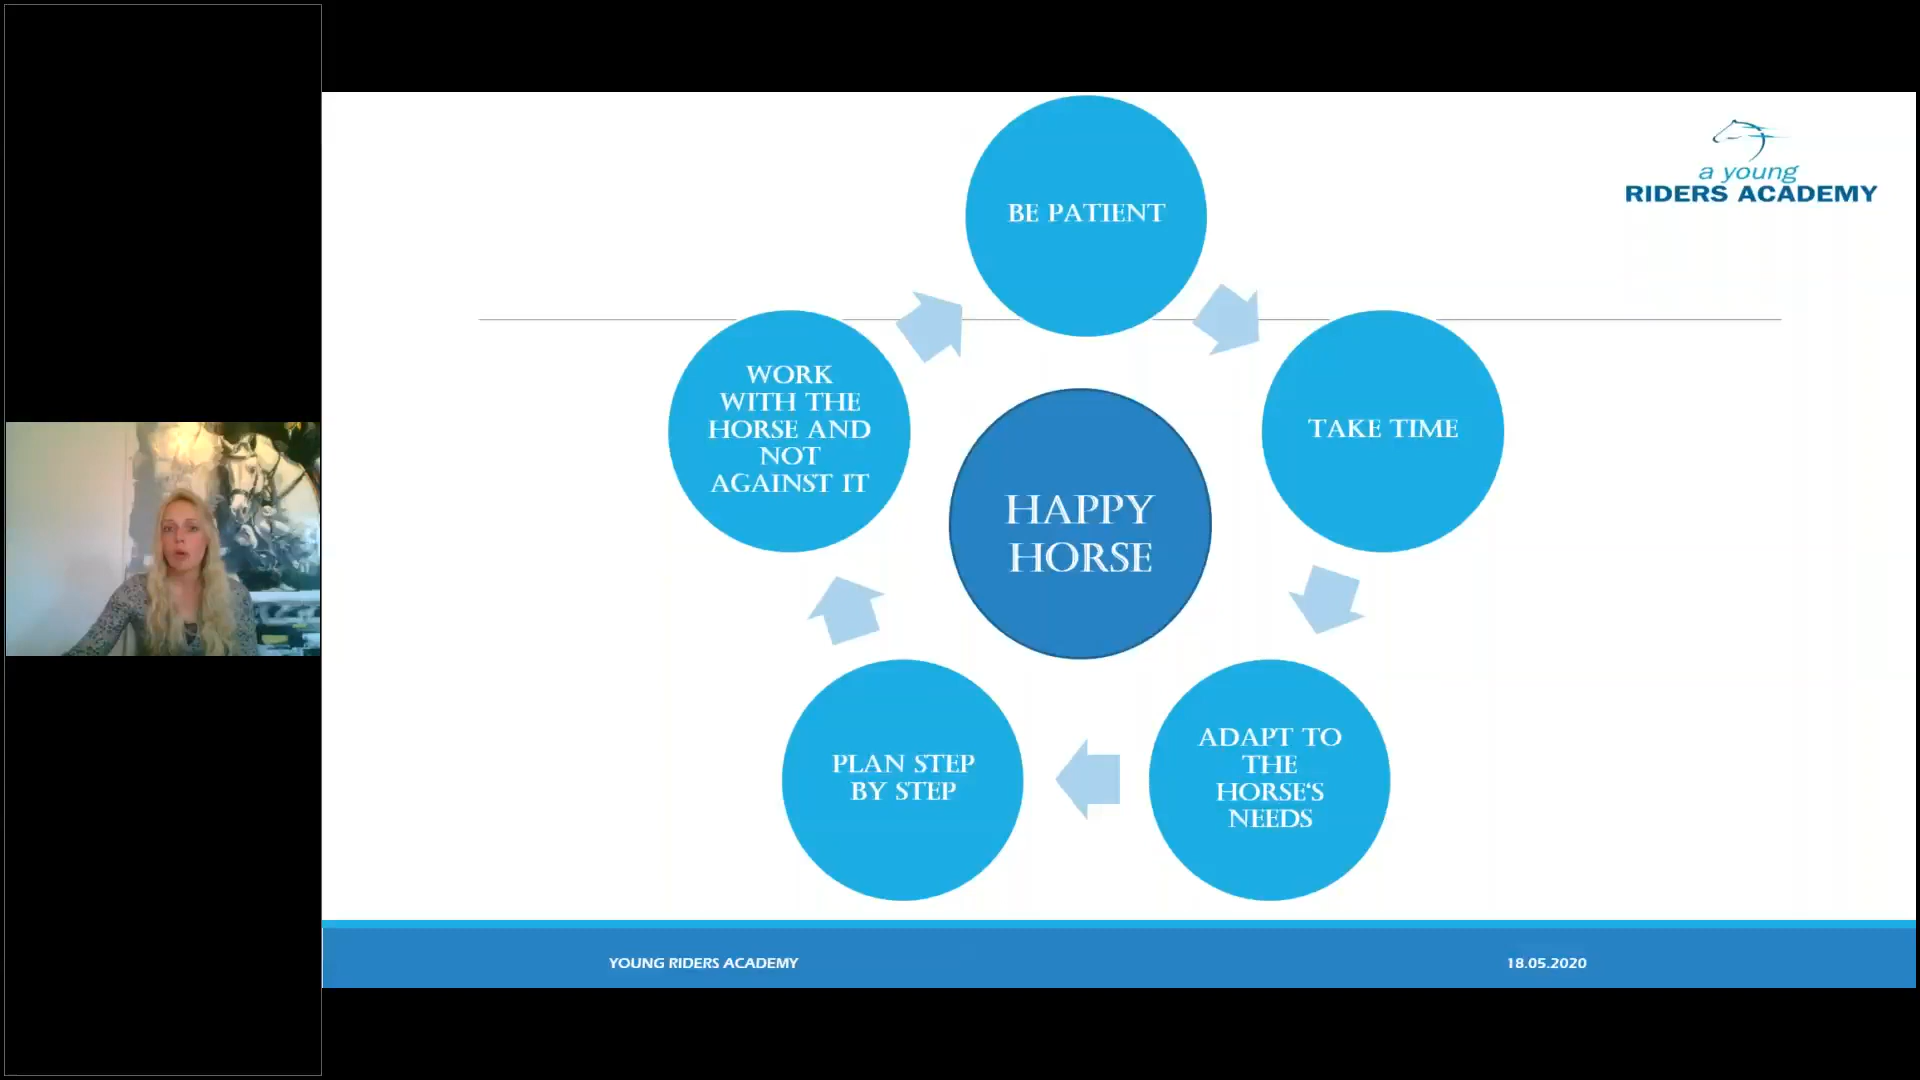 BE PATIENT
a young
RIDERS ACADEMY
WORK
WITH THE
HORSE AND
NOT
AGAINST IT
TAKE TIME
HAPPY
HORSE
PLAN STEP
BY STEP
ADAPT TO
THE
HORSE‘S
NEEDS
YOUNG RIDERS ACADEMY
18.05.2020